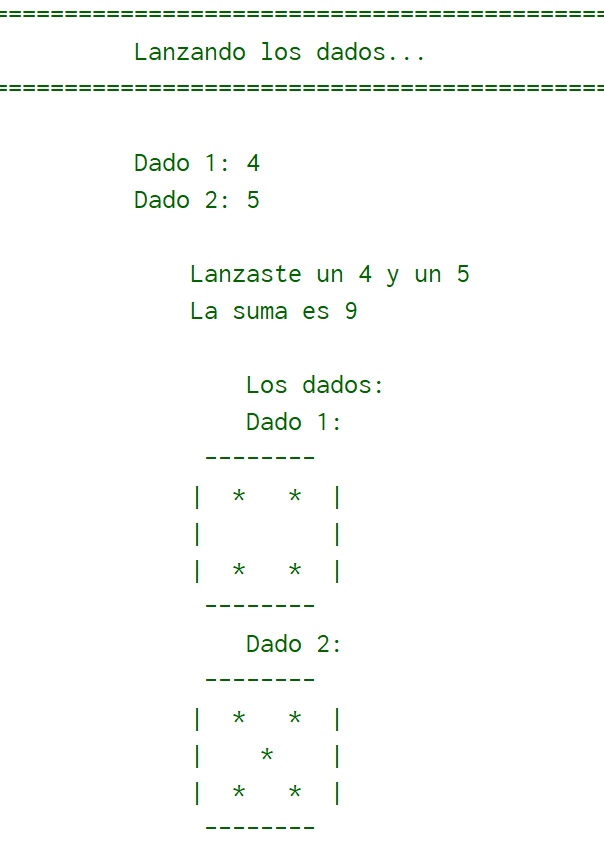 ===========================================
Lanzando los dados...
===========================================
Dado 1: 4
Dado 2: 5
Lanzaste un 4 y un 5
La suma es 9
Los dados:
Dado 1:
--------
|  *   *  |
|         |
|  *   *  |
--------
Dado 2:
--------
|  *   *  |
|    *    |
|  *   *  |
--------